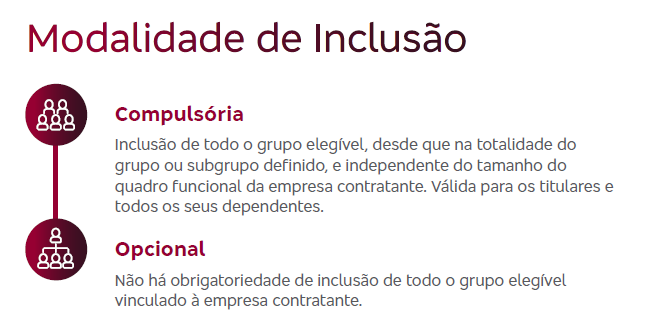 Modalidade de Inclusão
Compulsória
Inclusão de todo o grupo elegível, desde que na totalidade do
grupo ou subgrupo definido, e independente do tamanho do
quadro funcional da empresa contratante. Válida para os titulares e
todos os seus dependentes.
Opcional
Não há obrigatoriedade de inclusão de todo o grupo elegível
vinculado à empresa contratante.